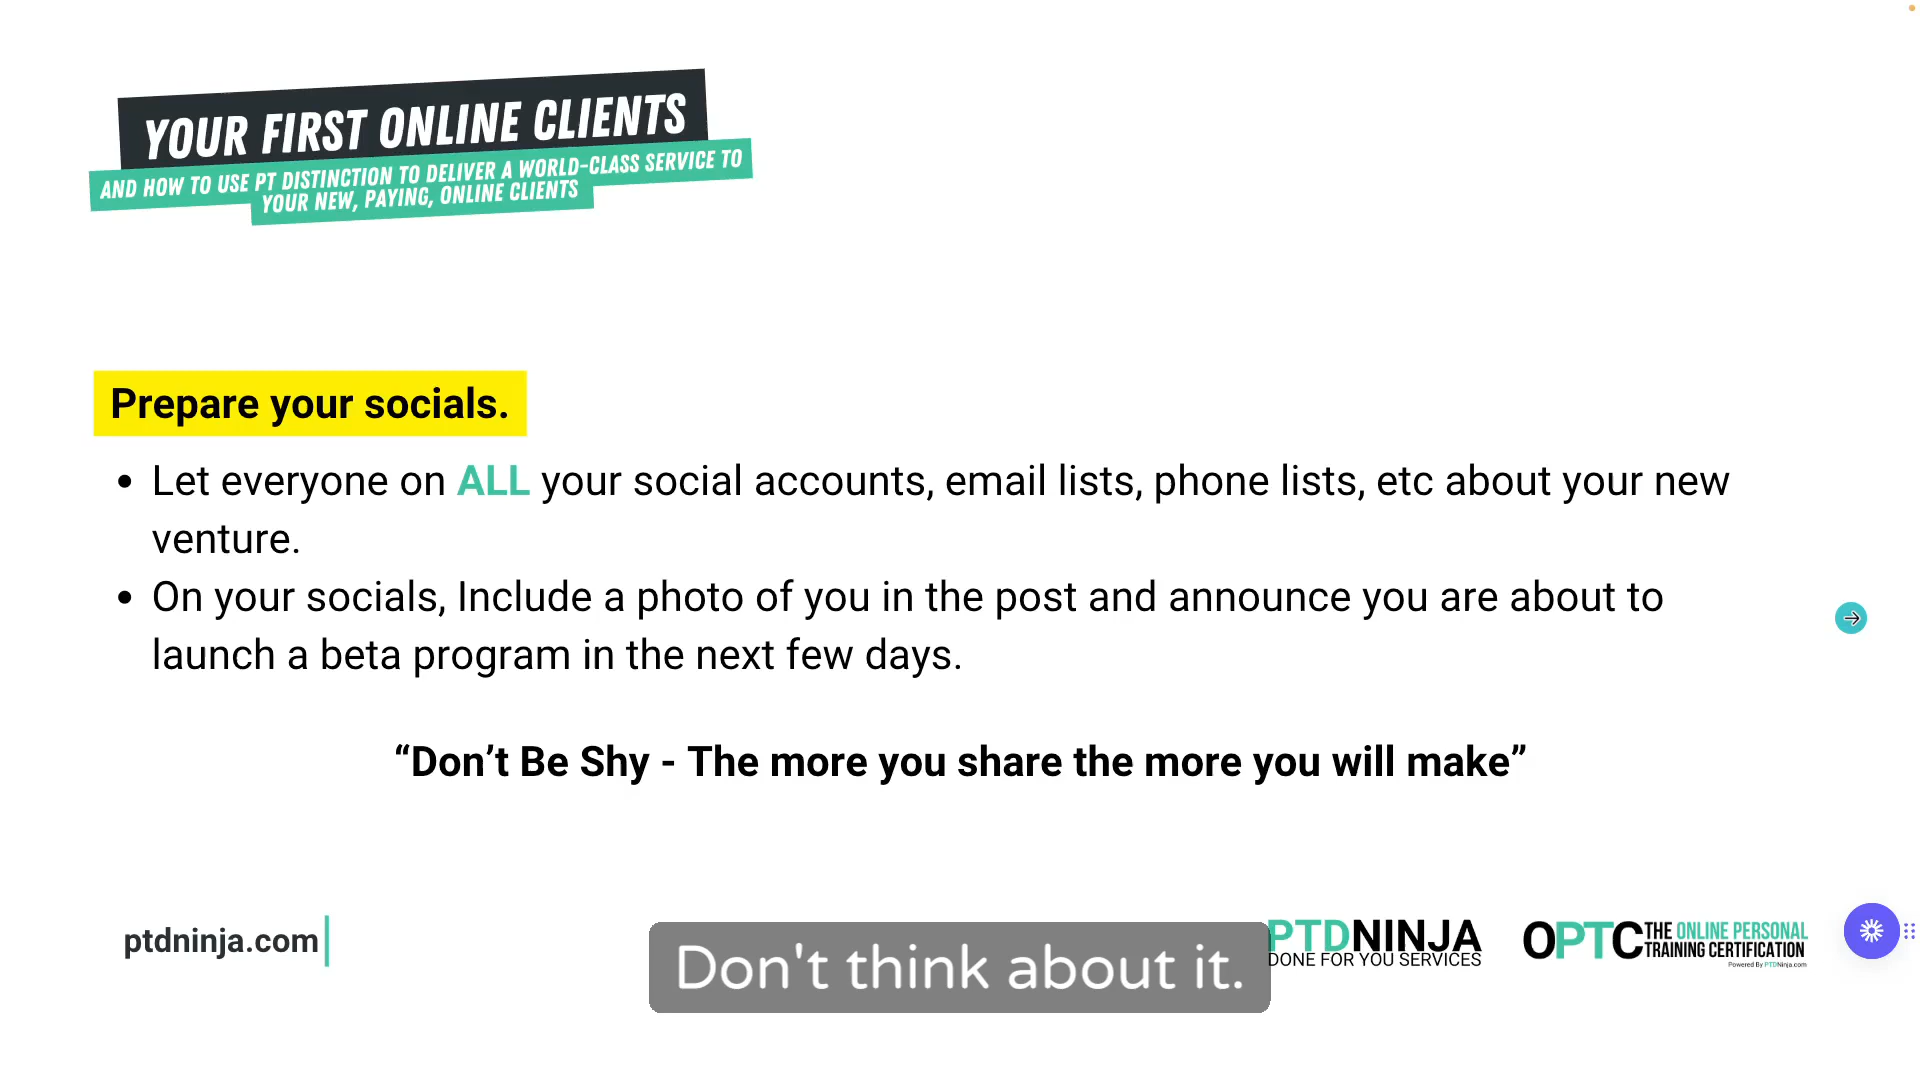 YOUR FIRST ONLINE CLIENTS
AND HOW TO USE PT DISTINCTION TO DELIVER A WORLD-CLASS SERVICE TO
YOUR NEW, PAYING, ONLINE CLIENTS
Prepare your socials.
• Let everyone on ALL your social accounts, email lists, phone lists, etc about your new
venture.
• On your socials, Include a photo of you in the post and announce you are about to
launch a beta program in the next few days.
“Don’t Be Shy - The more you share the more you will make”
ptdninja.com
Don't think about it.
PTDNINJA
DONE FOR YOU SERVICES
OPTC THE ONLINE PERSONAL
TRAINING CERTIFICATION
Powered By PTDNinja.com